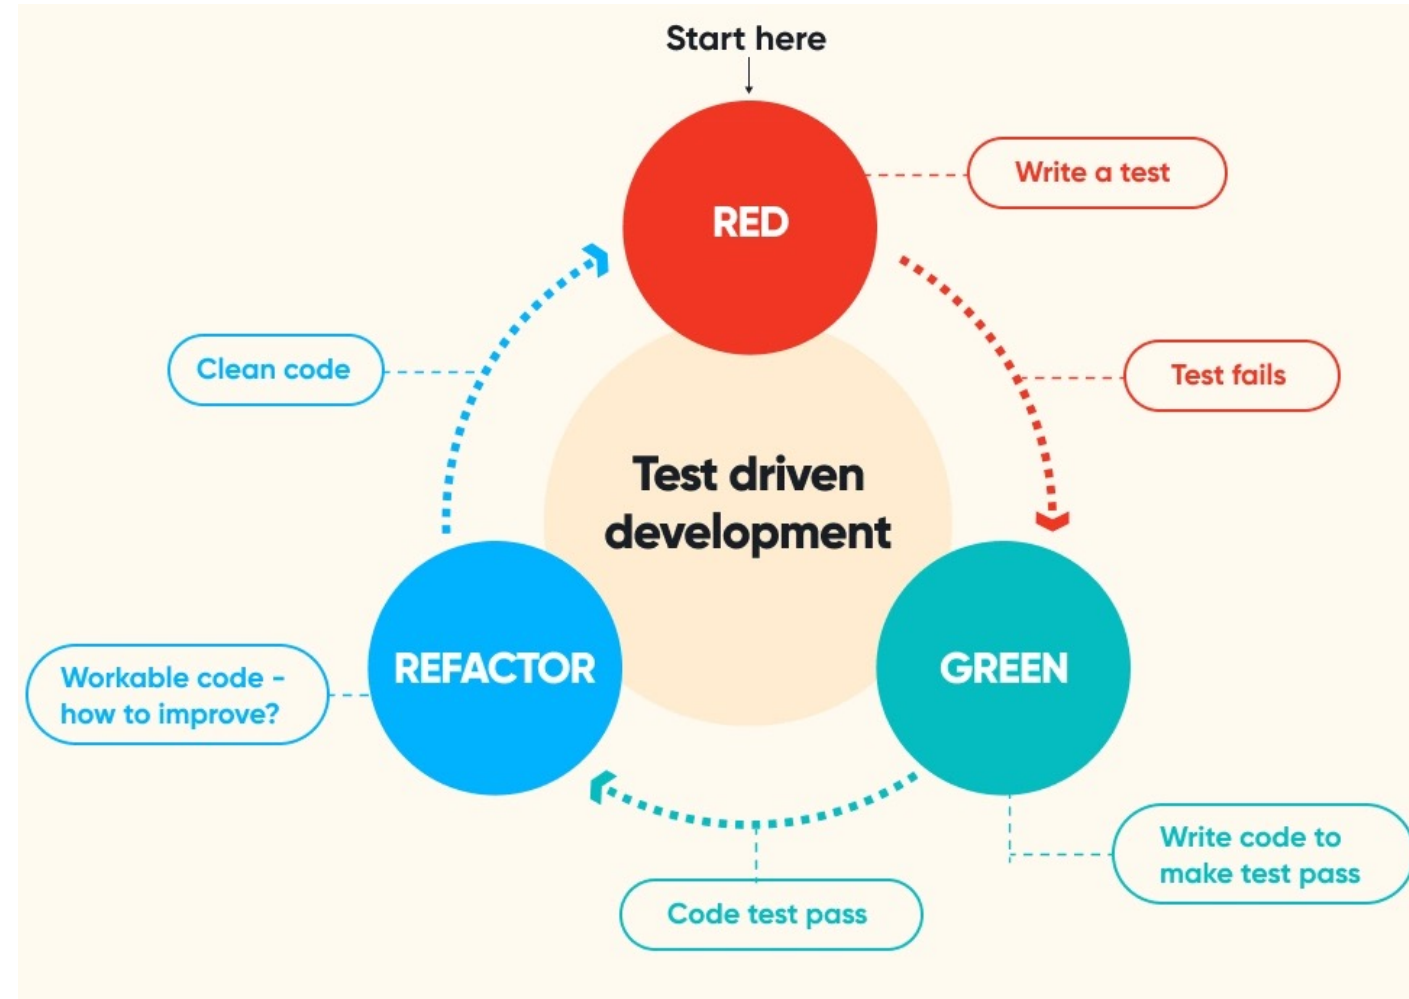 Start here
RED
Write a test
Test fails
Clean code
Test driven
development
REFACTOR
GREEN
Workable code -
how to improve?
Write code to
make test pass
Code test pass